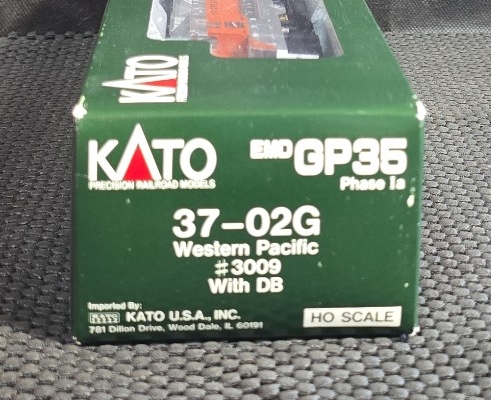 KATO
KATO
PRECISION RAILROAD MODELS
EMD GP35
Phase Ia
37-02G
Western Pacific
#3009
With DB
Imported By:
KATO U.S.A., INC.
781 Dillon Drive, Wood Dale, IL 60191
HO SCALE